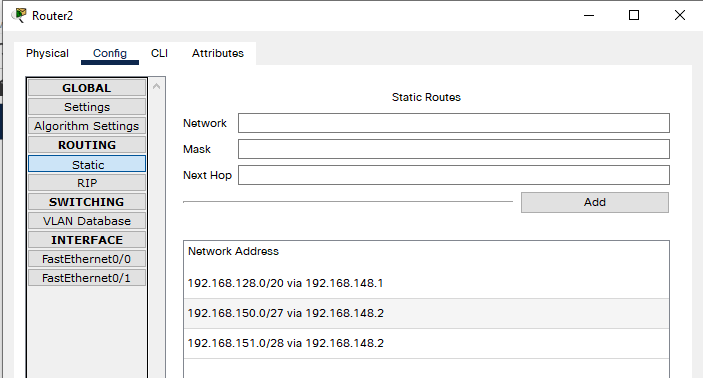 Router2
Physical Config CLI Attributes
GLOBAL
Settings
Algorithm Settings
ROUTING
Static
RIP
SWITCHING
VLAN Database
INTERFACE
FastEthernet0/0
FastEthernet0/1
Static Routes
Network
Mask
Next Hop
Add
Network Address
192.168.128.0/20 via 192.168.148.1
192.168.150.0/27 via 192.168.148.2
192.168.151.0/28 via 192.168.148.2